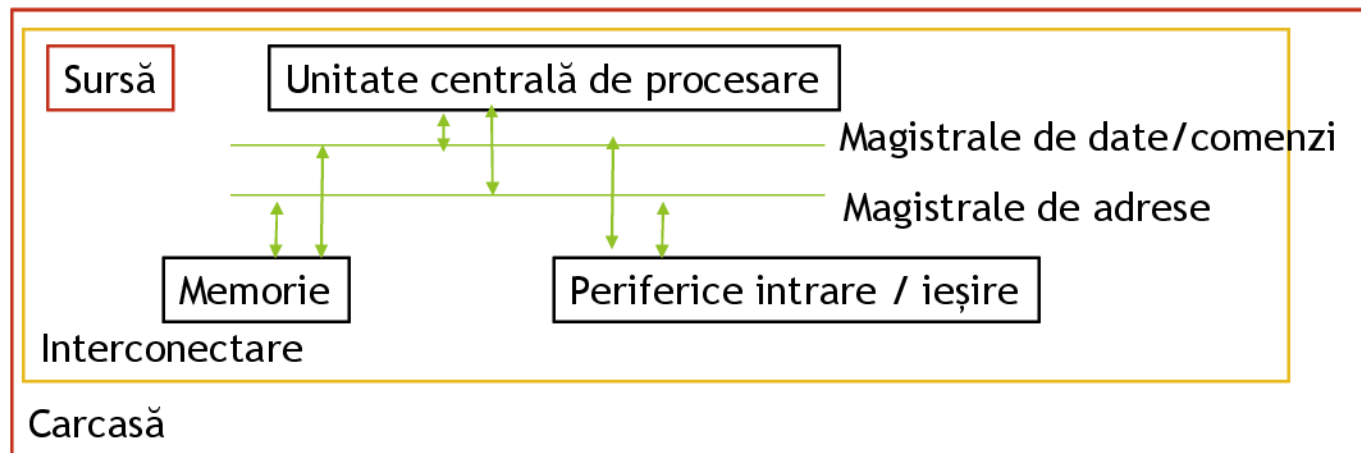 Sursă
Unitate centrală de procesare
Magistrale de date/comenzi
Magistrale de adrese
Memorie
Periferice intrare / ieșire
Interconectare
Carcasă